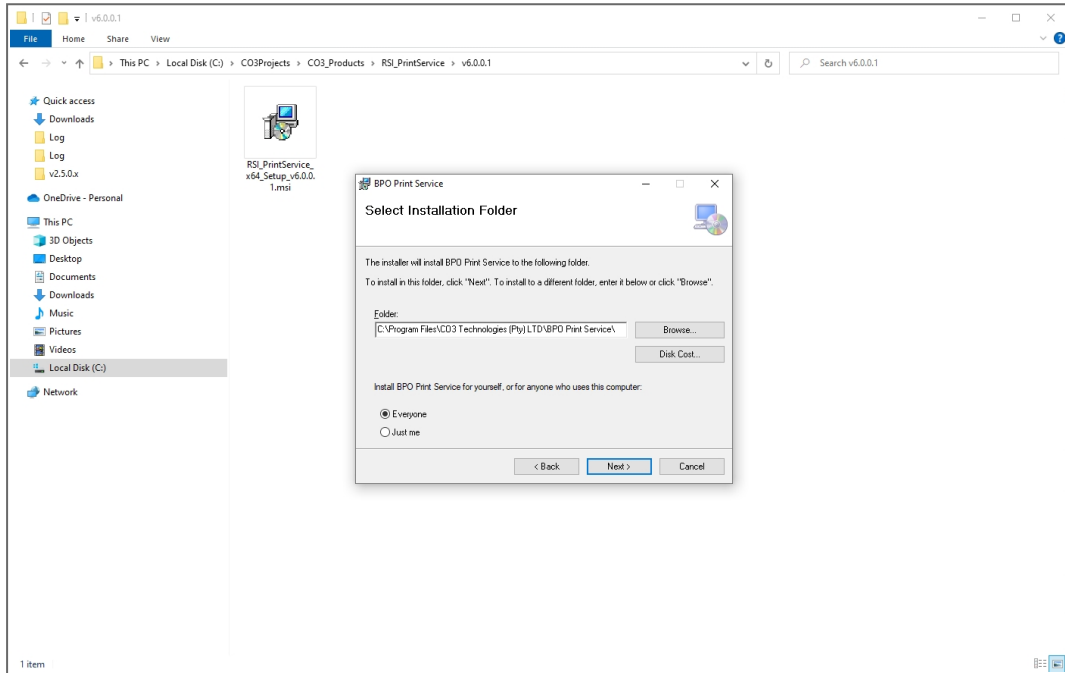 v6.0.0.1
File Home Share View
This PC > Local Disk (C:) > CO3Projects > CO3_Products > RSI_PrintService > v6.0.0.1
Search v6.0.0.1
Quick access
Downloads
Log
Log
v2.5.0.x
OneDrive - Personal
This PC
3D Objects
Desktop
Documents
Downloads
Music
Pictures
Videos
Local Disk (C:)
Network
RSI_PrintService_
x64_Setup_v6.0.0.
1.msi
BPO Print Service
Select Installation Folder
The installer will install BPO Print Service to the following folder.
To install in this folder, click "Next". To install to a different folder, enter it below or click "Browse".
Folder:
C:\Program Files\CO3 Technologies (Pty) LTD\BPO Print Service\
Browse...
Disk Cost...
Install BPO Print Service for yourself, or for anyone who uses this computer:
Everyone
Just me
< Back Next > Cancel
1 item